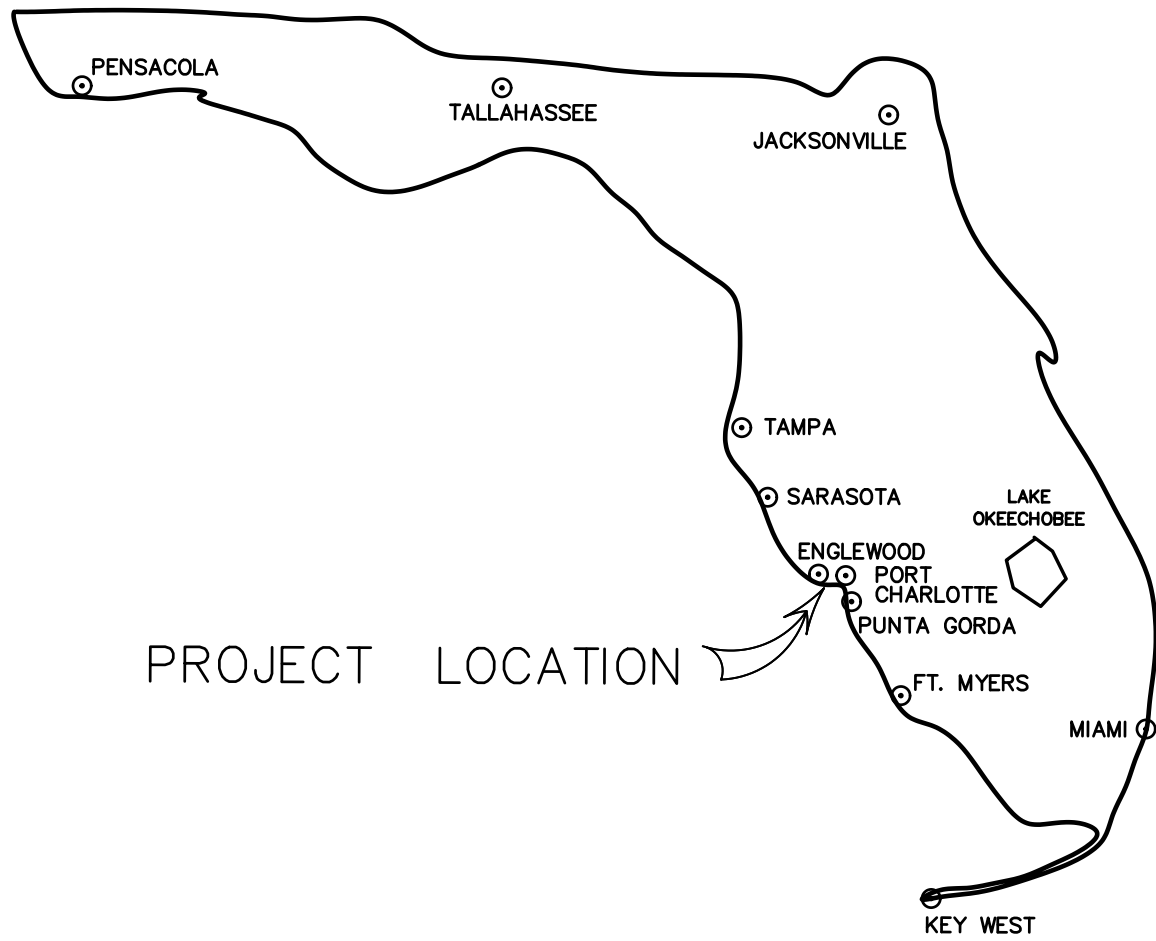 PENSACOLA
TALLAHASSEE
JACKSONVILLE
TAMPA
SARASOTA
LAKE
OKEECHOBEE
ENGLEWOOD
PORT
CHARLOTTE
PUNTA GORDA
PROJECT LOCATION
FT. MYERS
MIAMI
KEY WEST